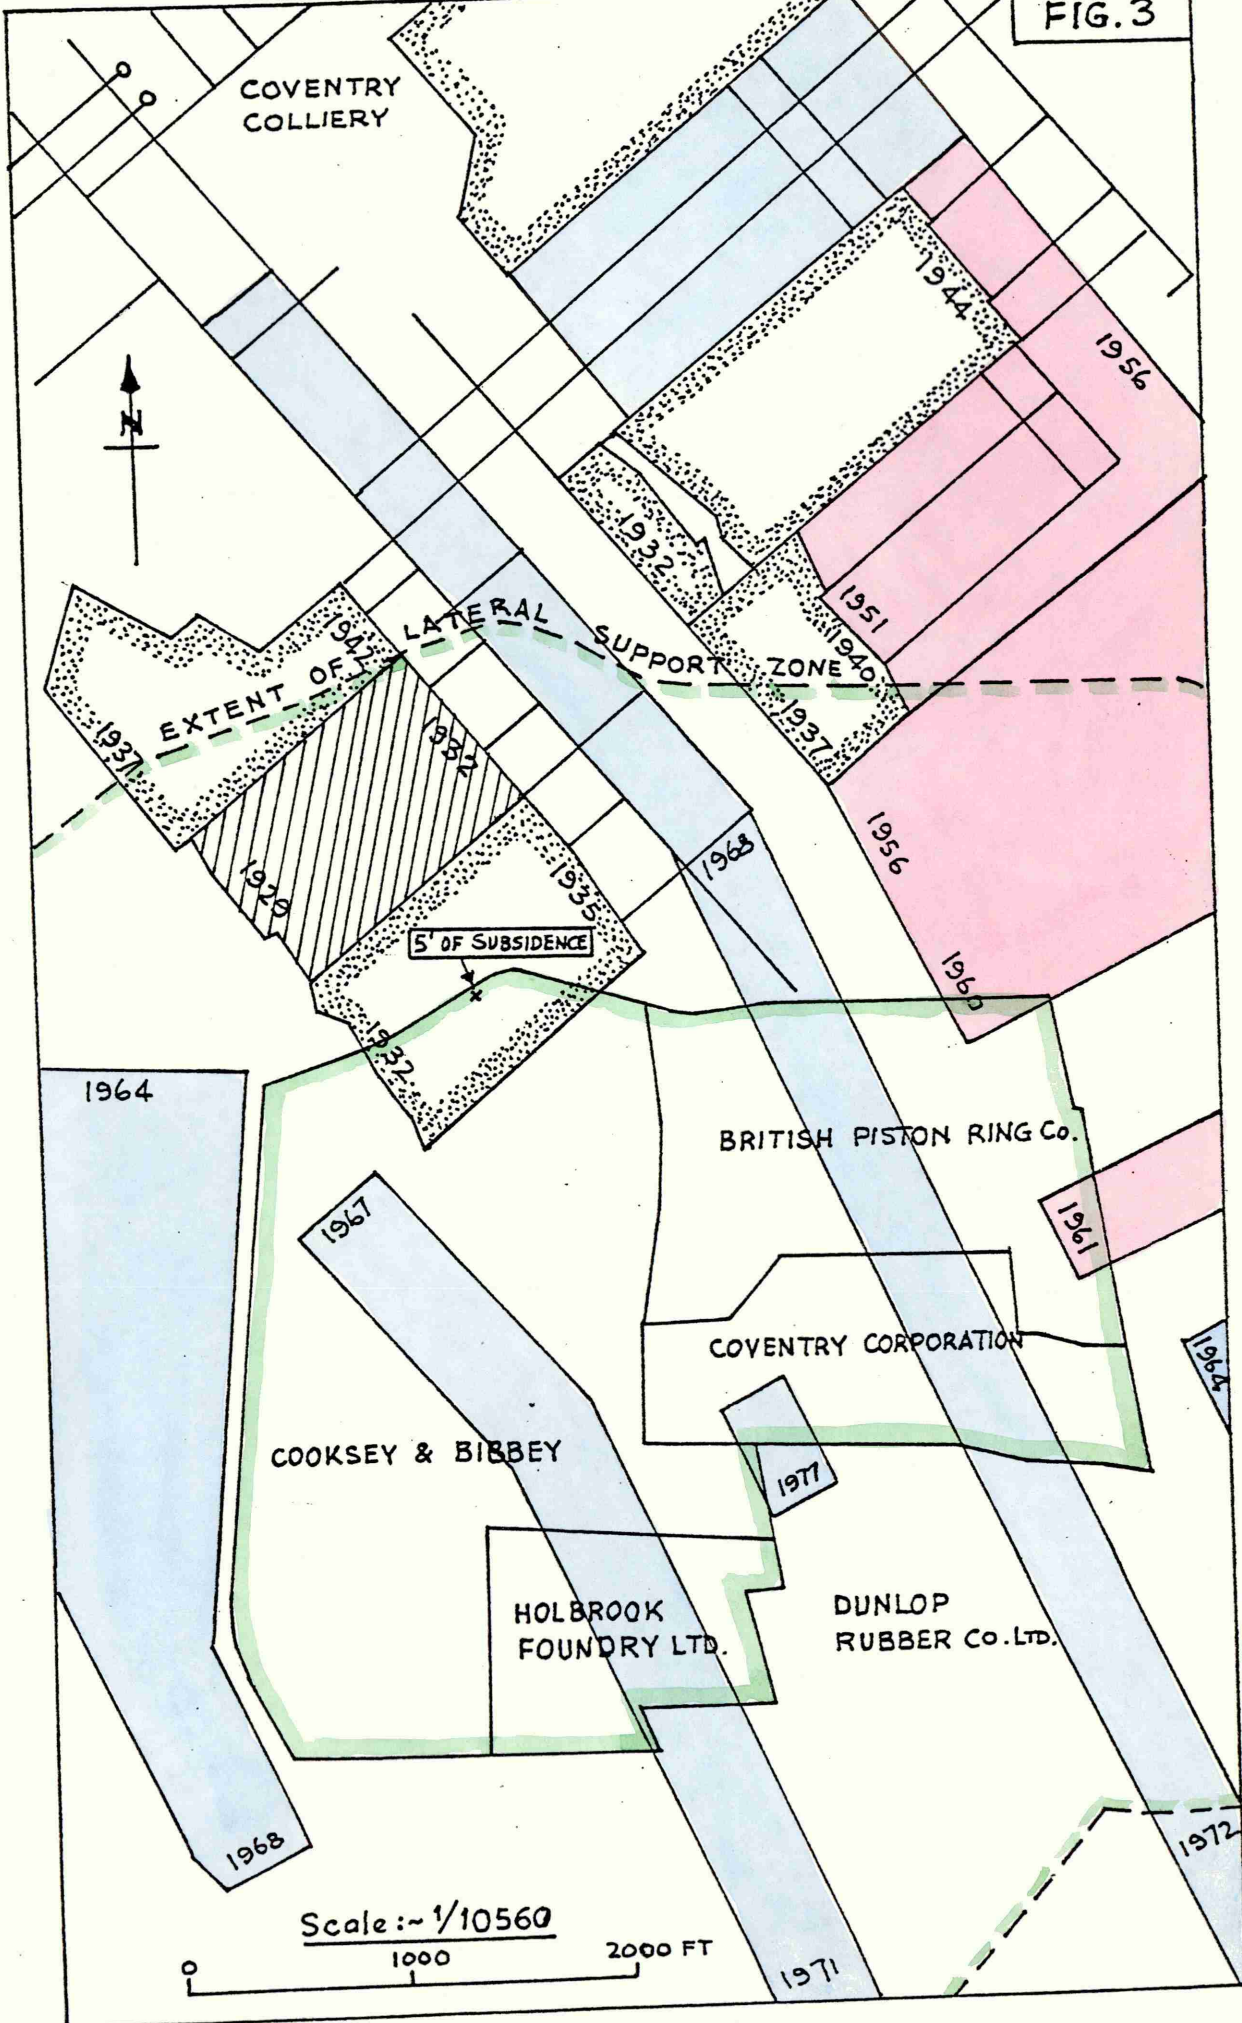 FIG. 3
COVENTRY
COLLIERY
1944
1956
1932
1951
1940
LATERAL
SUPPORT
ZONE
EXTENT OF
1937
1937
1932
1929
1935
1956
1968
5' OF SUBSIDENCE
1960
1932
1964
BRITISH PISTON RING Co.
1967
1961
COVENTRY CORPORATION
1964
COOKSEY & BIBBEY
1977
HOLBROOK
FOUNDRY LTD.
DUNLOP
RUBBER CO. LTD.
1968
1972
Scale :~ 1/10560
0
1000
2000 FT
1971
N